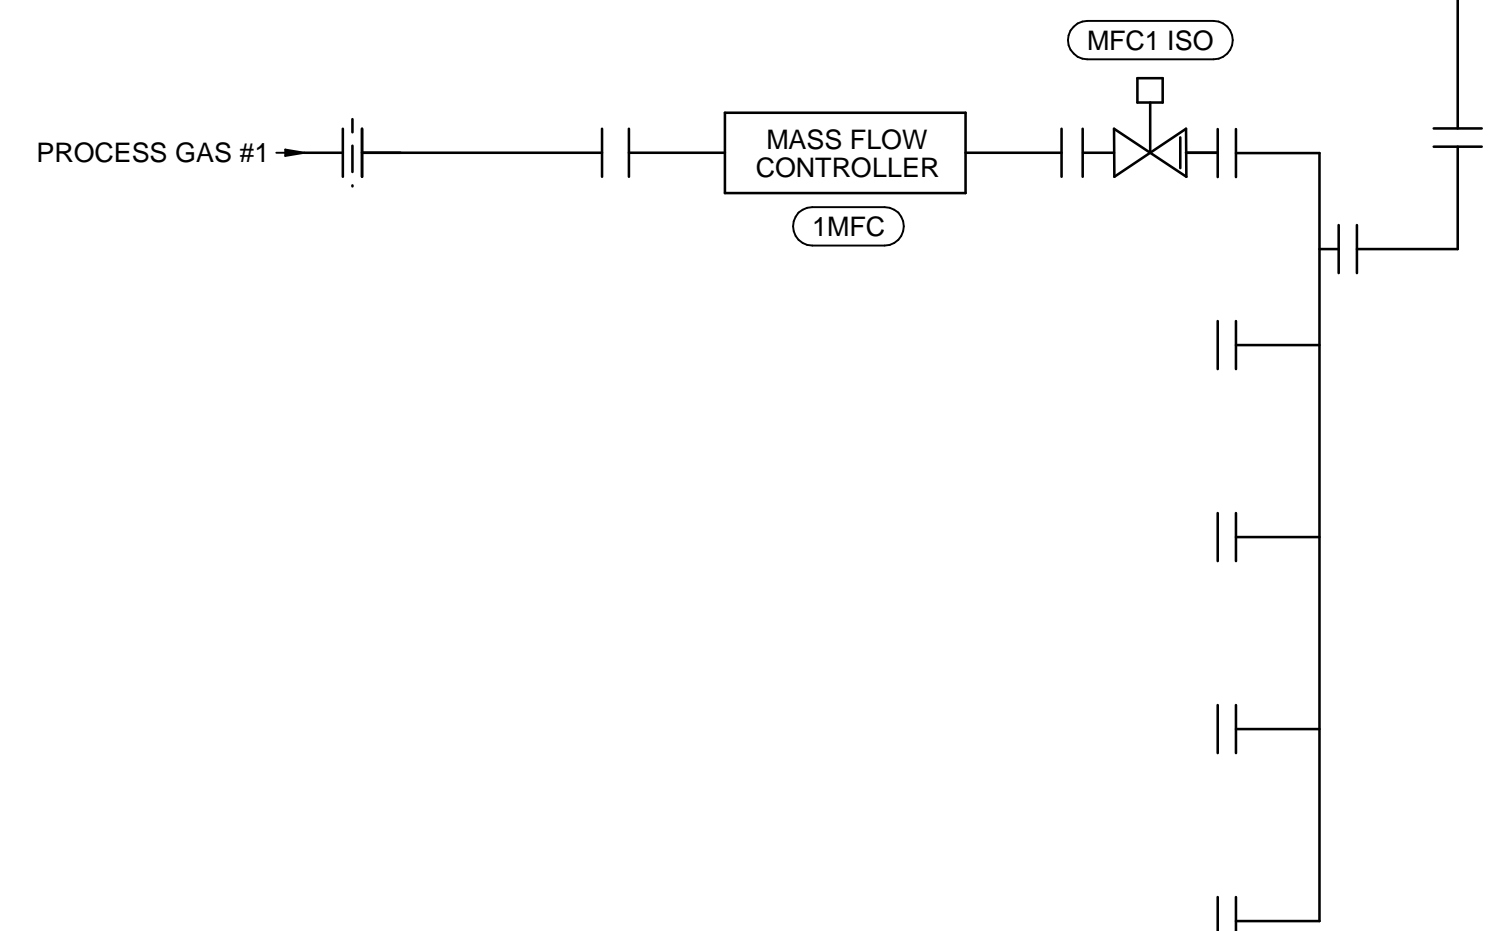 MFC1 ISO
PROCESS GAS #1
MASS FLOW
CONTROLLER
1MFC